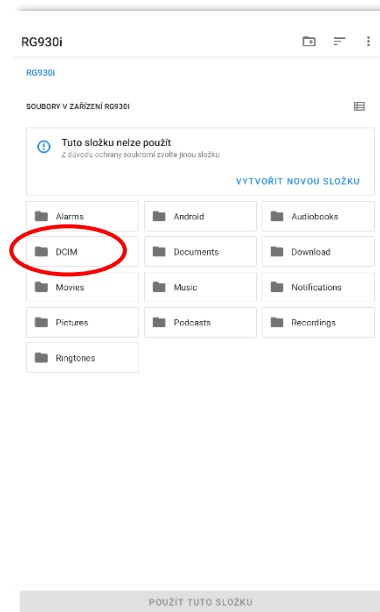 RG930i
RG930i
SOUBORY V ZAŘÍZENÍ RG930I
Tuto složku nelze použít
Z důvodu ochrany soukromí zvolte jinou složku
VYTVOŘIT NOVOU SLOŽKU
Alarms
Android
Audiobooks
DCIM
Documents
Download
Movies
Music
Notifications
Pictures
Podcasts
Recordings
Ringtones
POUŽÍT TUTO SLOŽKU